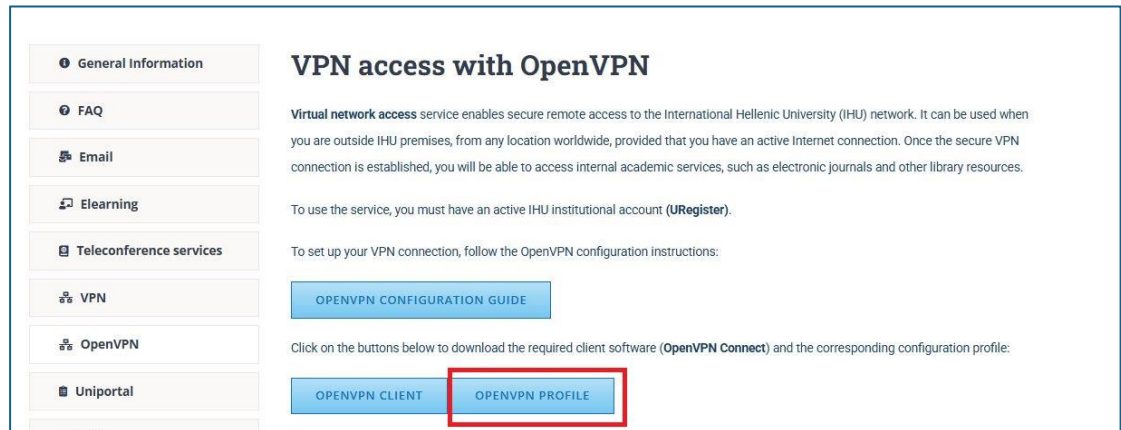 General Information
FAQ
Email
Elearning
Teleconference services
VPN
OpenVPN
Uniportal
VPN access with OpenVPN
Virtual network access service enables secure remote access to the International Hellenic University (IHU) network. It can be used when
you are outside IHU premises, from any location worldwide, provided that you have an active Internet connection. Once the secure VPN
connection is established, you will be able to access internal academic services, such as electronic journals and other library resources.
To use the service, you must have an active IHU institutional account (URegister).
To set up your VPN connection, follow the OpenVPN configuration instructions:
OPENVPN CONFIGURATION GUIDE
Click on the buttons below to download the required client software (OpenVPN Connect) and the corresponding configuration profile:
OPENVPN CLIENT OPENVPN PROFILE